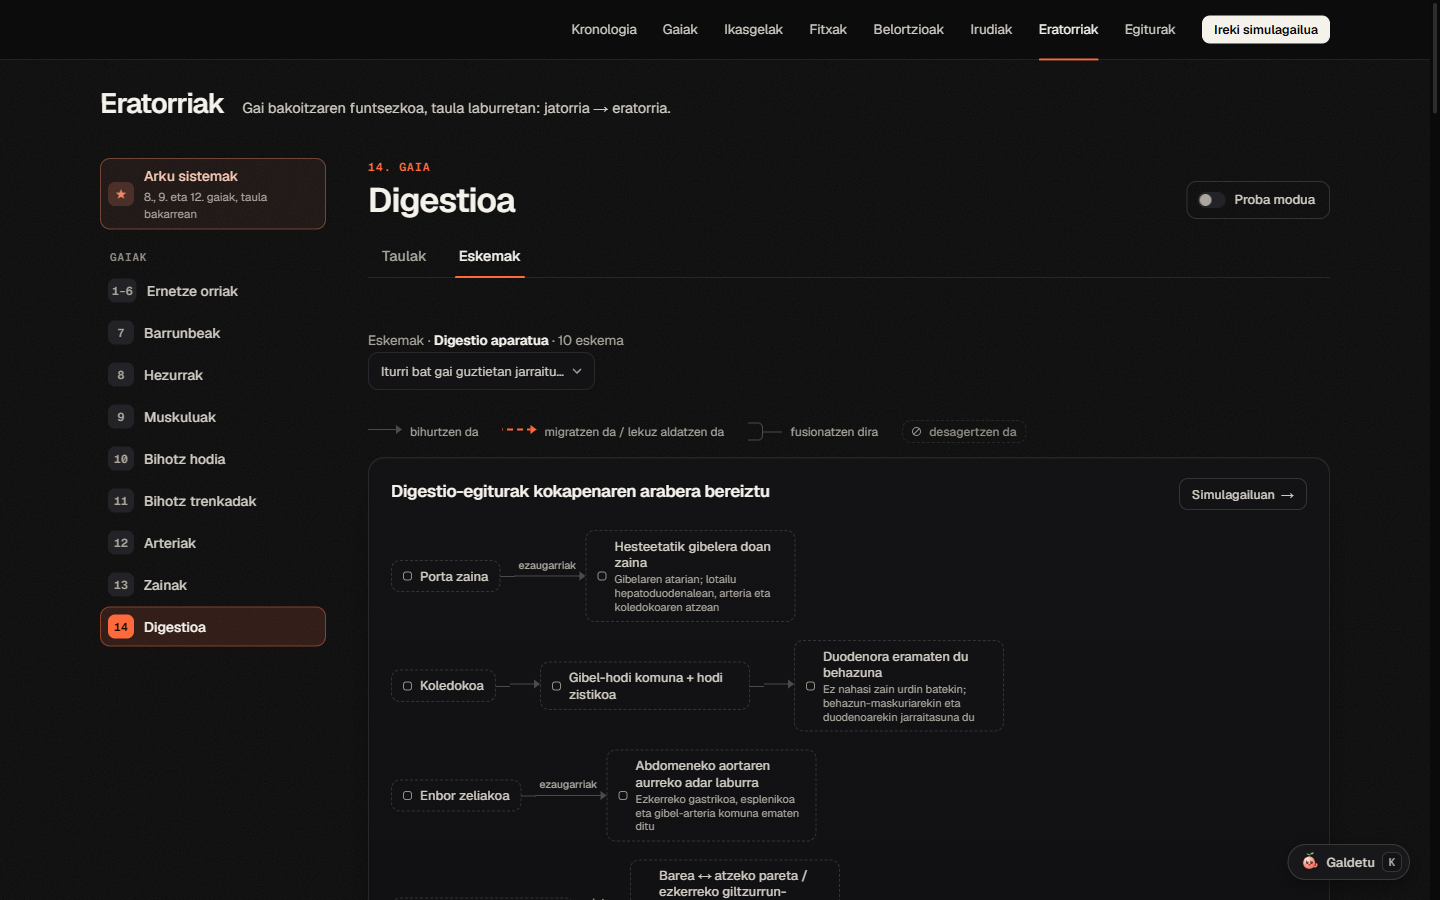 Kronologia
Gaiak
Ikasgelak
Fitxak
Belortzioak
Irudiak
Eratorriak
Egiturak
Ireki simulagailua
Eratorriak
Gai bakoitzaren funtsezkoa, taula laburretan: jatorria → eratorria.
Arku sistemak
8., 9. eta 12. gaiak, taula
bakarrean
GAIAK
1–6 Ernetze orriak
7 Barrunbeak
8 Hezurrak
9 Muskuluak
10 Bihotz hodia
11 Bihotz trenkadak
12 Arteriak
13 Zainak
14 Digestioa
14. GAIA
Digestioa
Proba modua
Taulak
Eskemak
Eskemak · Digestio aparatua · 10 eskema
Iturri bat gai guztietan jarraitu...
bihurtzen da
migratzen da / lekuz aldatzen da
fusionatzen dira
desagertzen da
Digestio-egiturak kokapenaren arabera bereiztu
Simulagailuan →
Porta zaina
ezaugarriak
Hesteetatik gibelera doan
zaina
Gibelaren atarian; lotailu
hepatoduodenalean, arteria eta
koledokoaren atzean
Koledokoa
Gibel-hodi komuna + hodi
zistikoa
Duodenora eramaten du
behazuna
Ez nahasi zain urdin batekin;
behazun-maskuriarekin eta
duodenoarekin jarraitasuna du
Enbor zeliakoa
ezaugarriak
Abdomeneko aortaren
aurreko adar laburra
Ezkerreko gastrikoa, esplenikoa
eta gibel-arteria komuna ematen
ditu
Barea ↔ atzeko pareta /
ezkerreko giltzurrun-
Galdetu K